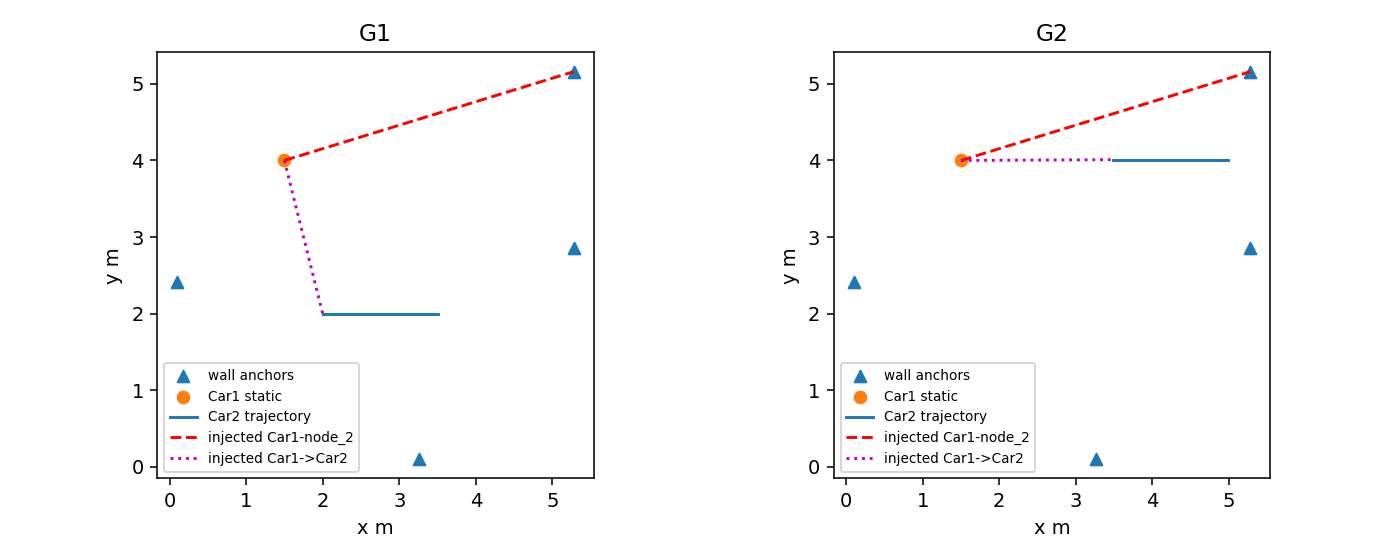 G1
5
4
3
2
1
0
y m
wall anchors
Car1 static
Car2 trajectory
injected Car1-node_2
injected Car1->Car2
0 1 2 3 4 5
x m
G2
5
4
3
2
1
0
y m
wall anchors
Car1 static
Car2 trajectory
injected Car1-node_2
injected Car1->Car2
0 1 2 3 4 5
x m